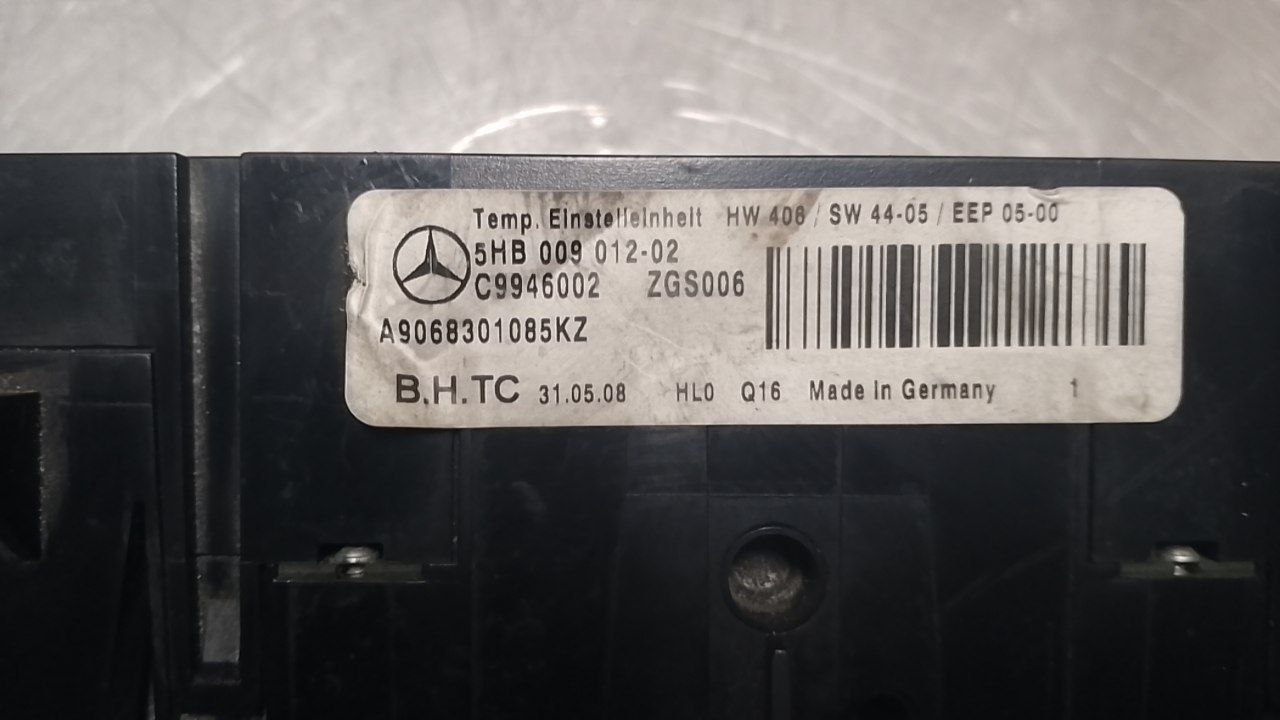 Temp. Einstelleinheit HW 406 / SW 44-05 / EEP 05-00
5HB 009 012-02
C9946002 ZGS006
A9068301085KZ
B.H.TC 31.05.08 HL0 Q16 Made in Germany 1